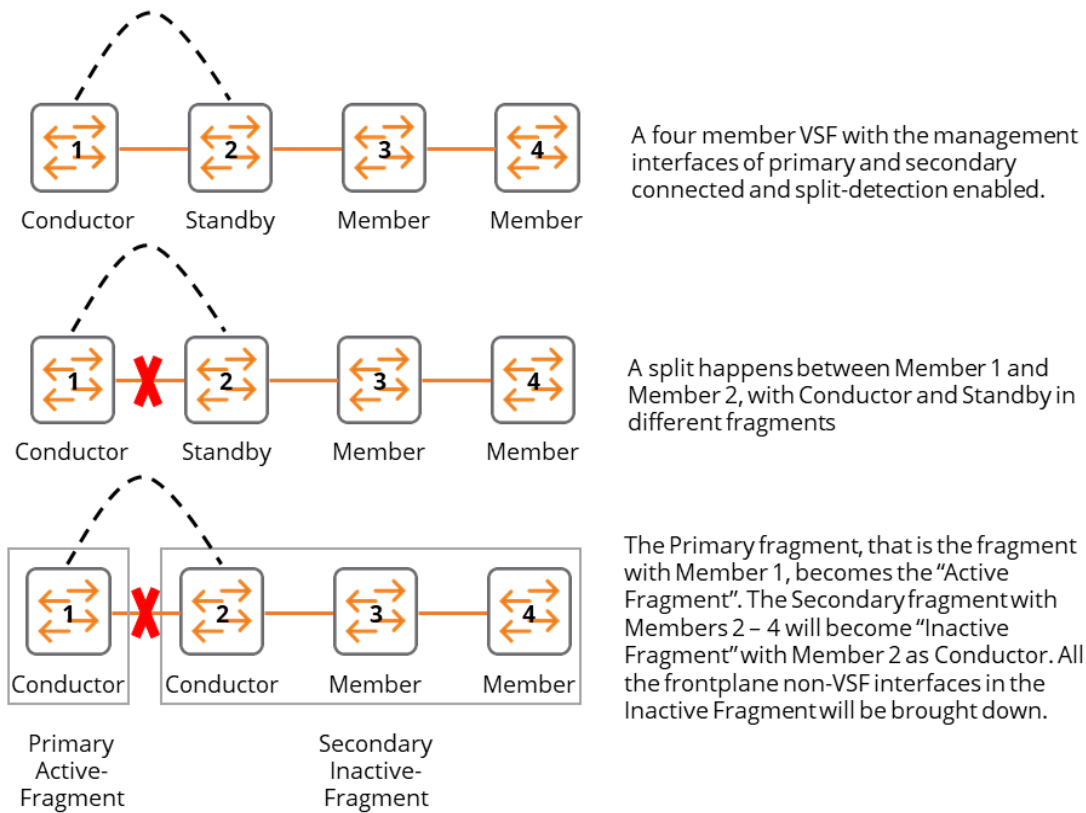 1
2
3
4
Conductor
Standby
Member
Member
A four member VSF with the management
interfaces of primary and secondary
connected and split-detection enabled.
1
2
3
4
Conductor
Standby
Member
Member
A split happens between Member 1 and
Member 2, with Conductor and Standby in
different fragments
1
2
3
4
Conductor
Conductor
Member
Member
The Primary fragment, that is the fragment
with Member 1, becomes the “Active
Fragment”. The Secondary fragment with
Members 2 – 4 will become “Inactive
Fragment” with Member 2 as Conductor. All
the frontplane non-VSF interfaces in the
Inactive Fragment will be brought down.
Primary
Active-
Fragment
Secondary
Inactive-
Fragment